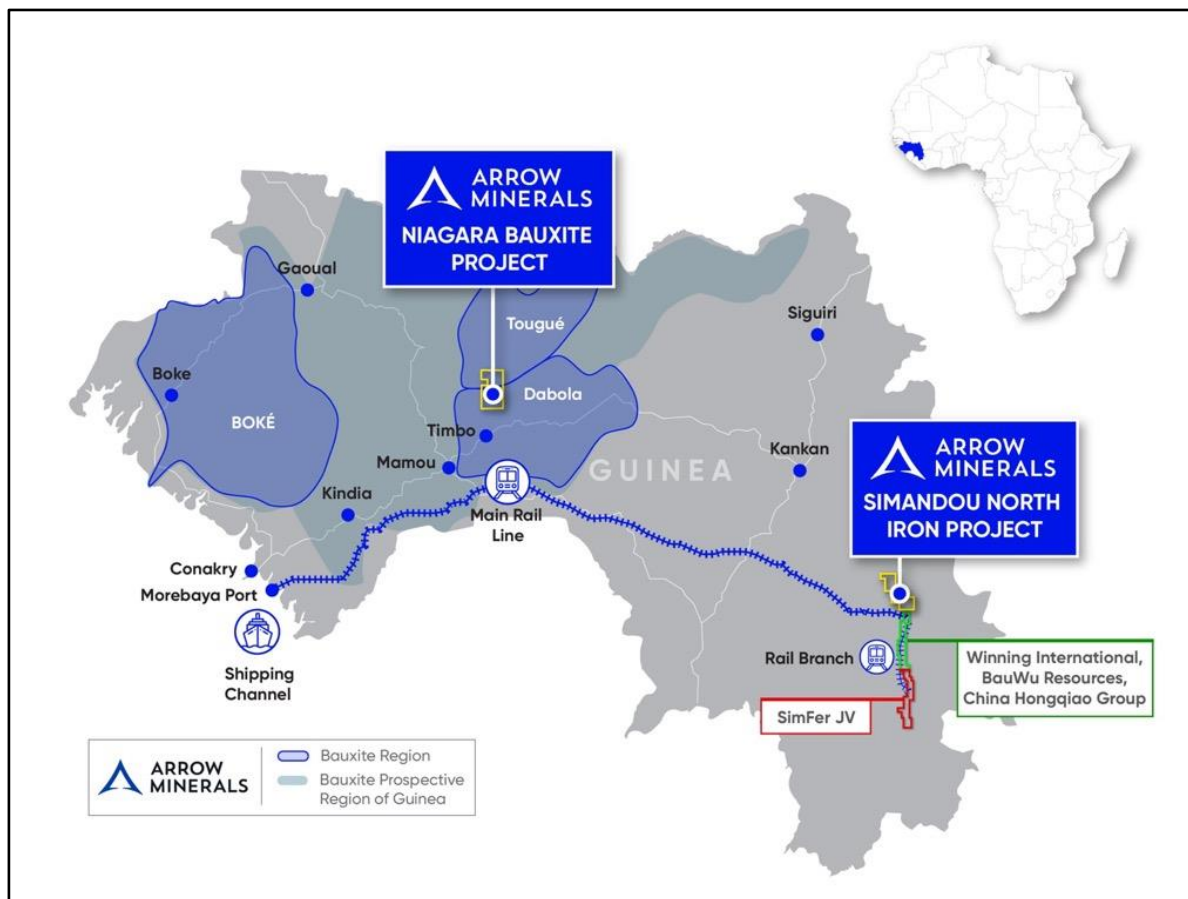 ARROW
MINERALS
NIAGARA BAUXITE
PROJECT
Gaoual
Tougué
Siguiri
Boke
Dabola
BOKÉ
Timbo
Mamou
GUINEA
Kankan
ARROW
MINERALS
SIMANDOU NORTH
IRON PROJECT
Kindia
Main Rail
Line
Conakry
Morebaya Port
Shipping
Channel
Rail Branch
Winning International,
BauWu Resources,
China Hongqiao Group
SimFer JV
ARROW
MINERALS
Bauxite Region
Bauxite Prospective
Region of Guinea